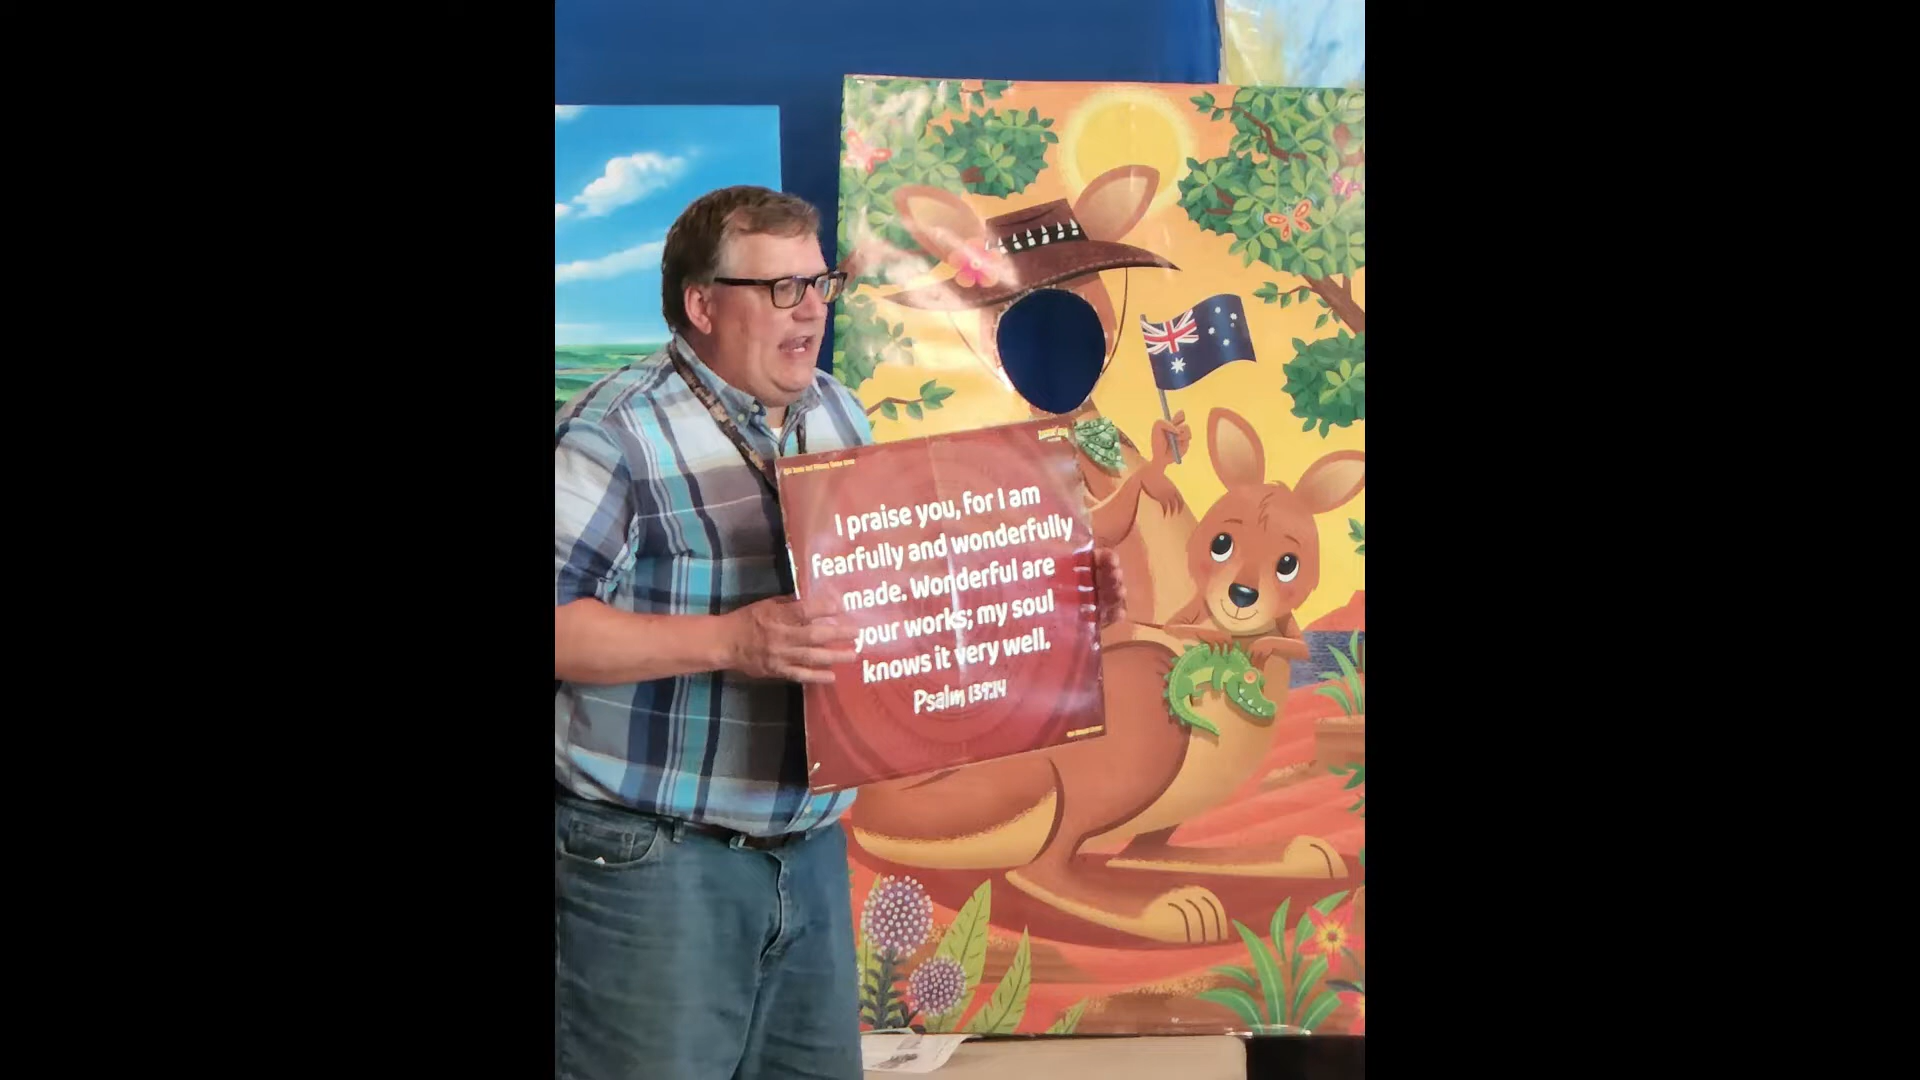 I praise you, for I am
fearfully and wonderfully
made. Wonderful are
your works; my soul
knows it very well.
Psalm 139:14